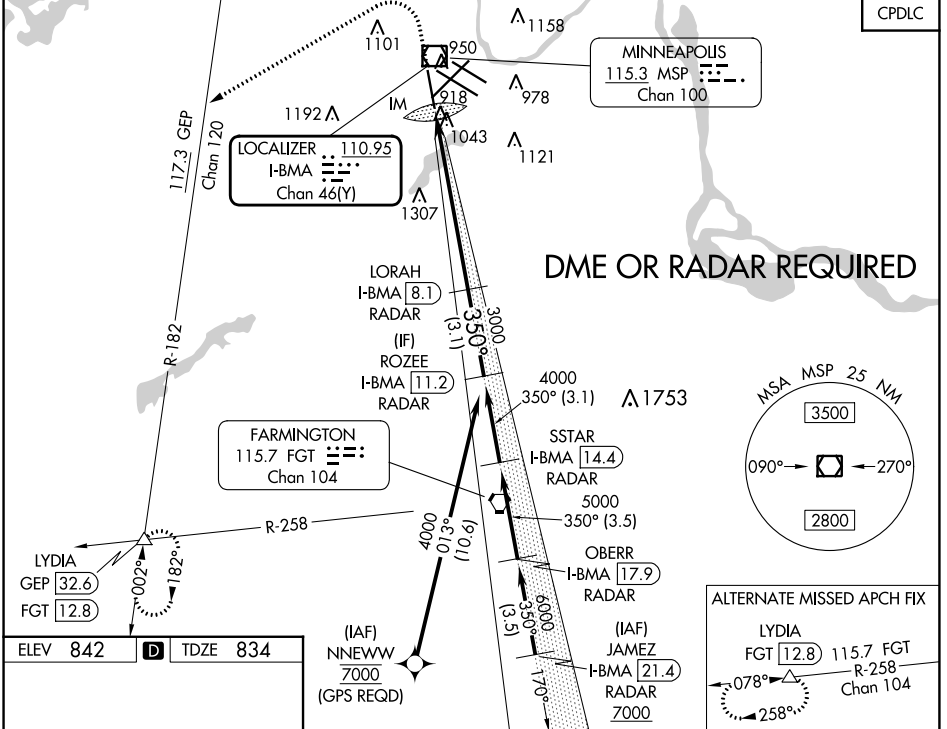 CPDLC
1101
1158
950
MINNEAPOLIS
115.3 MSP
Chan 100
978
IM
918
1192
1043
1121
117.3 GEP
Chan 120
LOCALIZER 110.95
I-BMA
Chan 46(Y)
1307
DME OR RADAR REQUIRED
LORAH
I-BMA 8.1
RADAR
350°
(3.1)
3000
R-182
(IF)
ROZEE
I-BMA 11.2
RADAR
4000
350° (3.1)
1753
MSA MSP 25 NM
3500
090°
270°
2800
FARMINGTON
115.7 FGT
Chan 104
SSTAR
I-BMA 14.4
RADAR
5000
350° (3.5)
R-258
4000
013°
(10.6)
OBERR
I-BMA 17.9
RADAR
LYDIA
GEP 32.6
FGT 12.8
002°
182°
6000
350°
(3.5)
170°
(IAF)
JAMEZ
I-BMA 21.4
RADAR
7000
(IAF)
NNEWW
7000
(GPS REQD)
ALTERNATE MISSED APCH FIX
LYDIA
FGT 12.8 115.7 FGT
R-258
Chan 104
078°
258°
ELEV 842 D TDZE 834